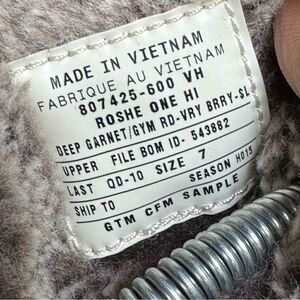 MADE IN VIETNAM
FABRIQUE AU VIETNAM
807425-600 VH
ROSHE ONE HI
DEEP GARNET/GYM RD-VRY BRRY-SL
UPPER FILE BOM ID- 543882
LAST QD-10 SIZE 7
SHIP TO SEASON HO15
GTM CFM SAMPLE